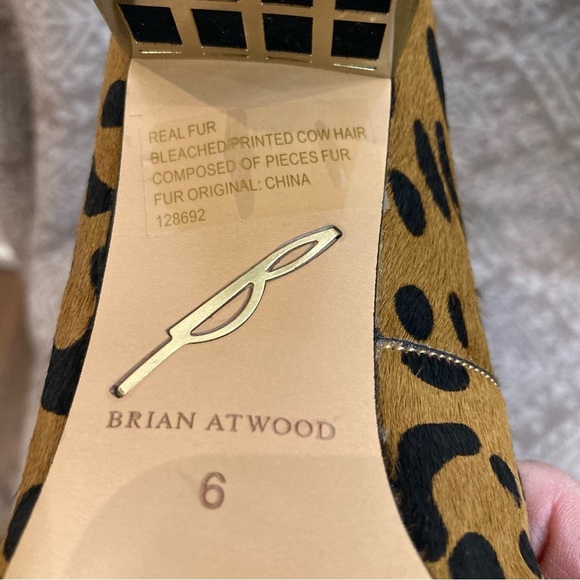 REAL FUR
BLEACHED/PRINTED COW HAIR
COMPOSED OF PIECES FUR
FUR ORIGINAL: CHINA
128692
BRIAN ATWOOD
6